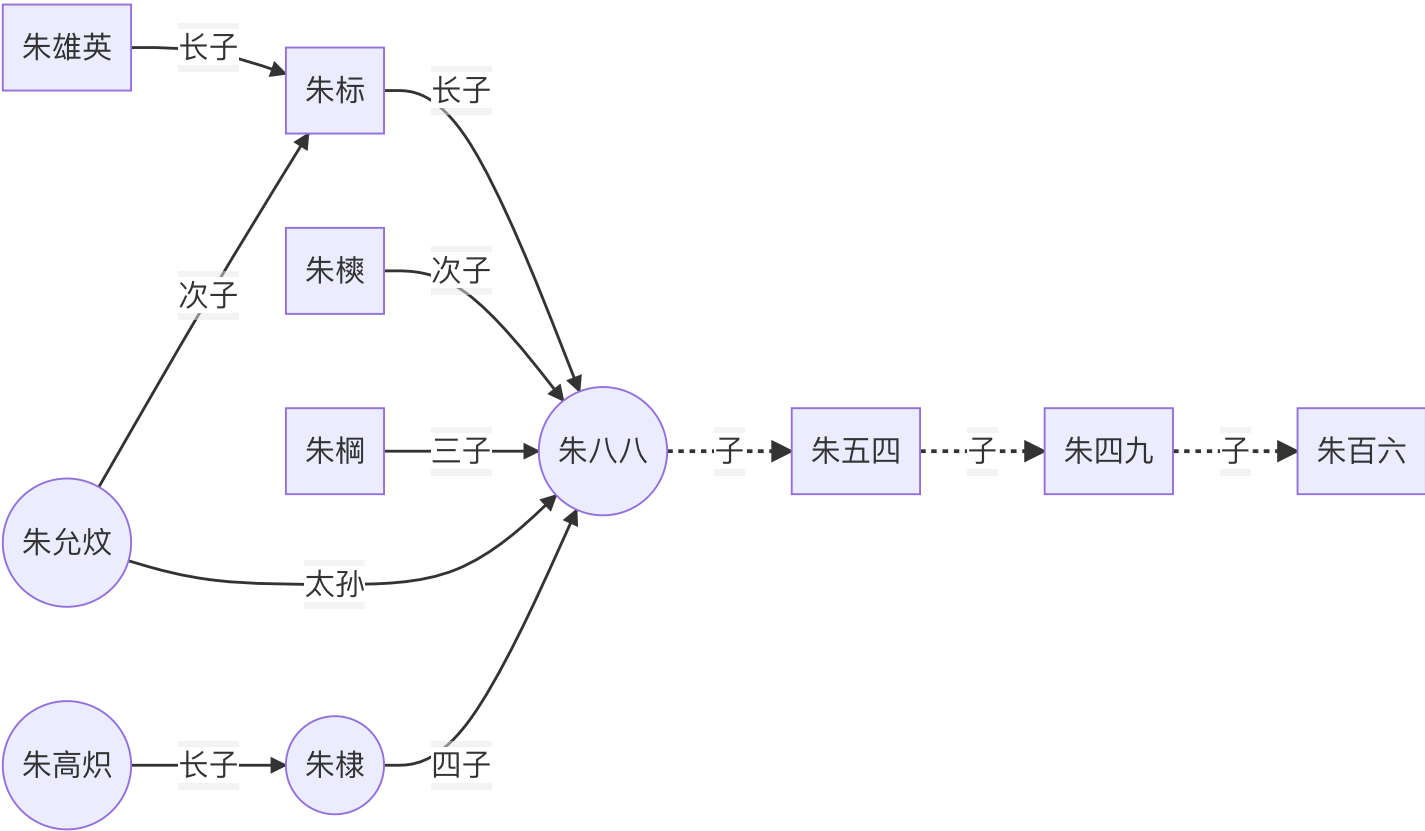 朱雄英
长子
朱标
长子
次子
朱樉
次子
朱棡
三子
朱八八
子
朱五四
子
朱四九
子
朱百六
朱允炆
太孙
朱高炽
长子
朱棣
四子